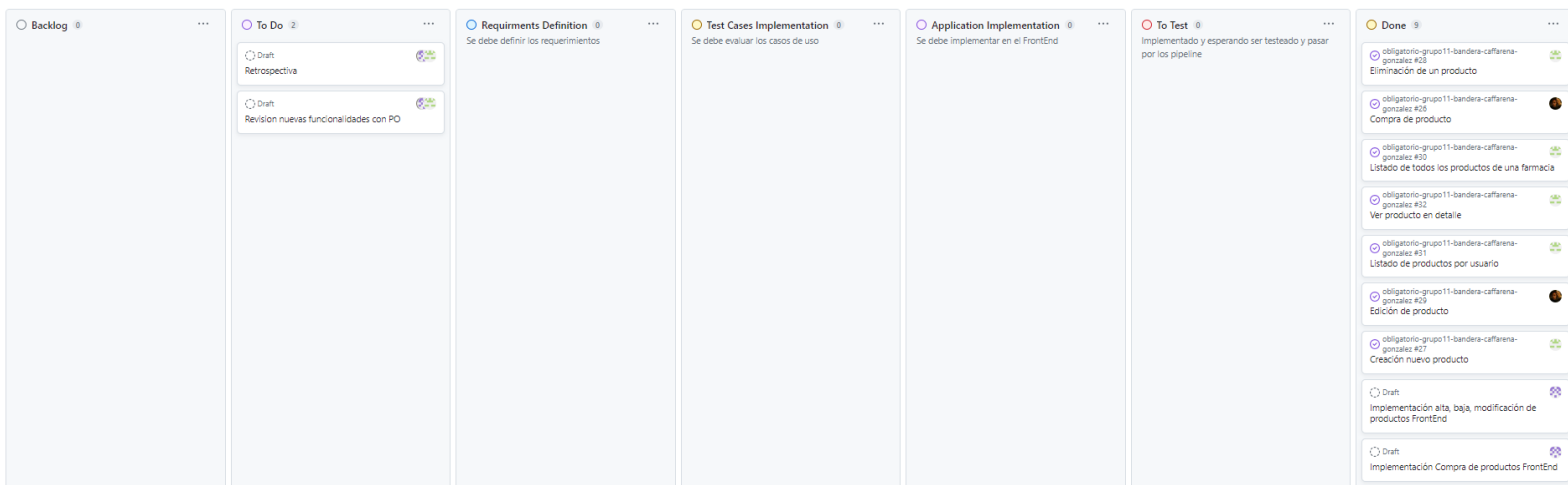 Backlog 0
To Do 2
Draft
Retrospectiva
Draft
Revision nuevas funcionalidades con PO
Requirments Definition 0
Se debe definir los requerimientos
Test Cases Implementation 0
Se debe evaluar los casos de uso
Application Implementation 0
Se debe implementar en el FrontEnd
To Test 0
Implementado y esperando ser testeado y pasar
por los pipeline
Done 9
obligatorio-grupo11-bandera-caffarena-
gonzalez #28
Eliminación de un producto
obligatorio-grupo11-bandera-caffarena-
gonzalez #26
Compra de producto
obligatorio-grupo11-bandera-caffarena-
gonzalez #30
Listado de todos los productos de una farmacia
obligatorio-grupo11-bandera-caffarena-
gonzalez #32
Ver producto en detalle
obligatorio-grupo11-bandera-caffarena-
gonzalez #31
Listado de productos por usuario
obligatorio-grupo11-bandera-caffarena-
gonzalez #29
Edición de producto
obligatorio-grupo11-bandera-caffarena-
gonzalez #27
Creación nuevo producto
Draft
Implementación alta, baja, modificación de
productos FrontEnd
Draft
Implementación Compra de productos FrontEnd